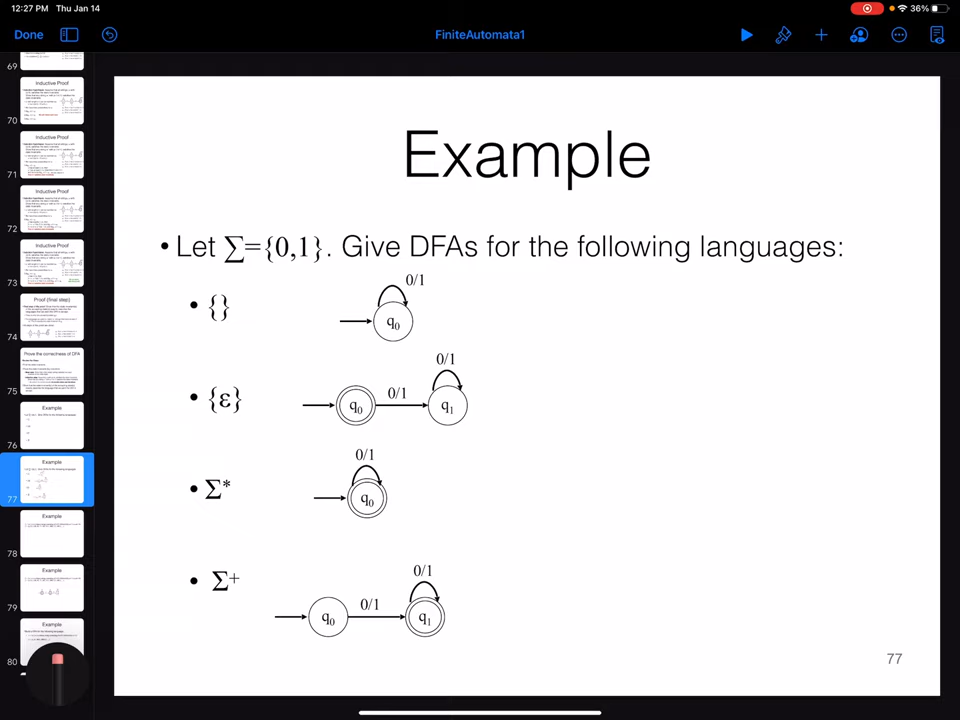 12:27 PM Thu Jan 14
36%
Done
FiniteAutomata1
69
Inductive Proof
70
Inductive Proof
71
Inductive Proof
72
Inductive Proof
73
Proof (final step)
74
Prove the correctness of DFA
75
Example
76
Example
77
Example
78
Example
79
Example
80
Example
• Let ∑={0,1}. Give DFAs for the following languages:
• {}
0/1
q₀
• {ε}
q₀
0/1
0/1
q₁
• Σ*
0/1
q₀
• Σ⁺
q₀
0/1
0/1
q₁
77